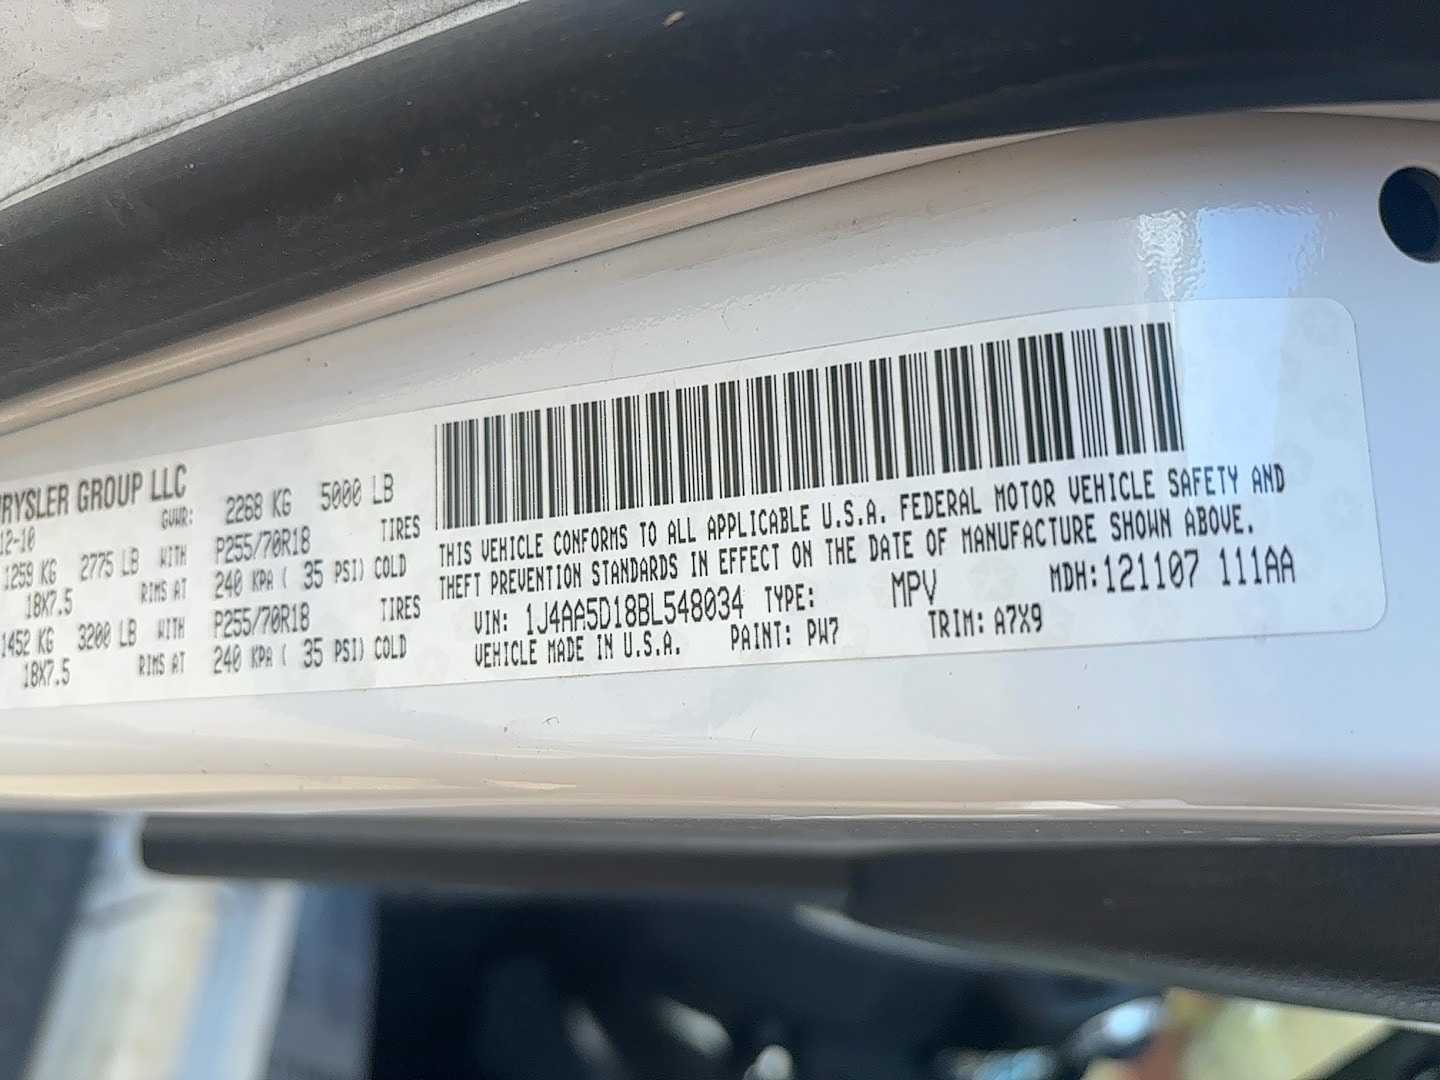 RYSLER GROUP LLC
12-10 GVWR: 2268 KG 5000 LB
1259 KG 2775 LB WITH P255/70R18 TIRES
18X7.5 RIMS AT 240 KPA ( 35 PSI) COLD
1452 KG 3200 LB WITH P255/70R18 TIRES
18X7.5 RIMS AT 240 KPA ( 35 PSI) COLD
THIS VEHICLE CONFORMS TO ALL APPLICABLE U.S.A. FEDERAL MOTOR VEHICLE SAFETY AND
THEFT PREVENTION STANDARDS IN EFFECT ON THE DATE OF MANUFACTURE SHOWN ABOVE.
VIN: 1J4AA5D18BL548034 TYPE: MPV MDH:121107 111AA
VEHICLE MADE IN U.S.A. PAINT: PW7 TRIM: A7X9